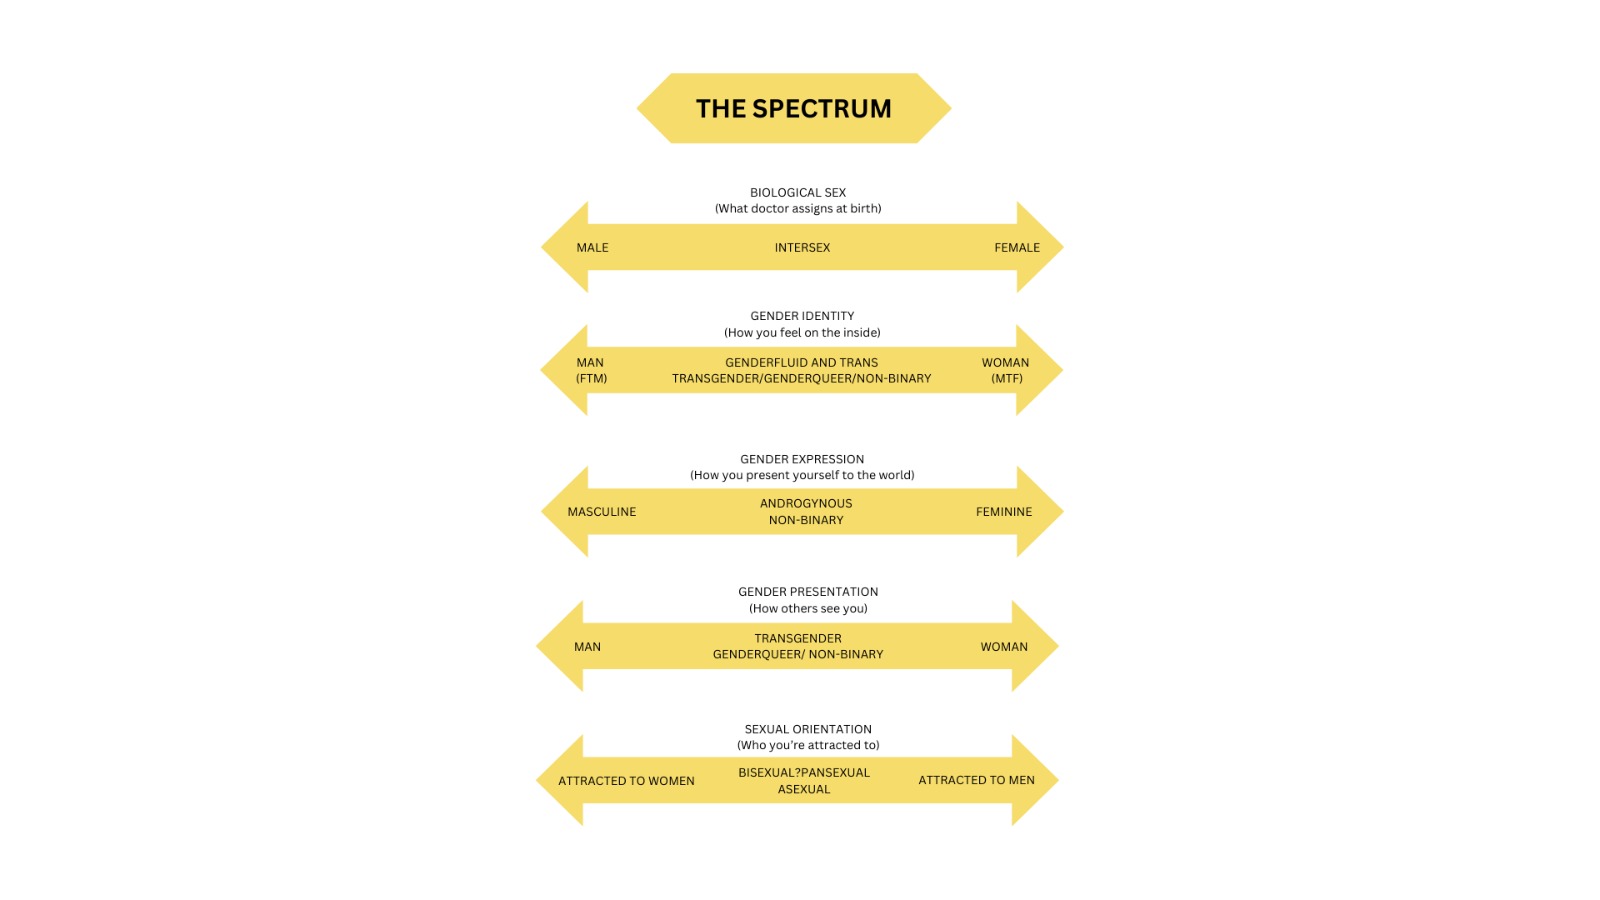 THE SPECTRUM
BIOLOGICAL SEX
(What doctor assigns at birth)
MALE INTERSEX FEMALE
GENDER IDENTITY
(How you feel on the inside)
MAN GENDERFLUID AND TRANS WOMAN
(FTM) TRANSGENDER/GENDERQUEER/NON-BINARY (MTF)
GENDER EXPRESSION
(How you present yourself to the world)
MASCULINE ANDROGYNOUS FEMININE
NON-BINARY
GENDER PRESENTATION
(How others see you)
MAN TRANSGENDER WOMAN
GENDERQUEER/ NON-BINARY
SEXUAL ORIENTATION
(Who you’re attracted to)
ATTRACTED TO WOMEN BISEXUAL?PANSEXUAL ATTRACTED TO MEN
ASEXUAL